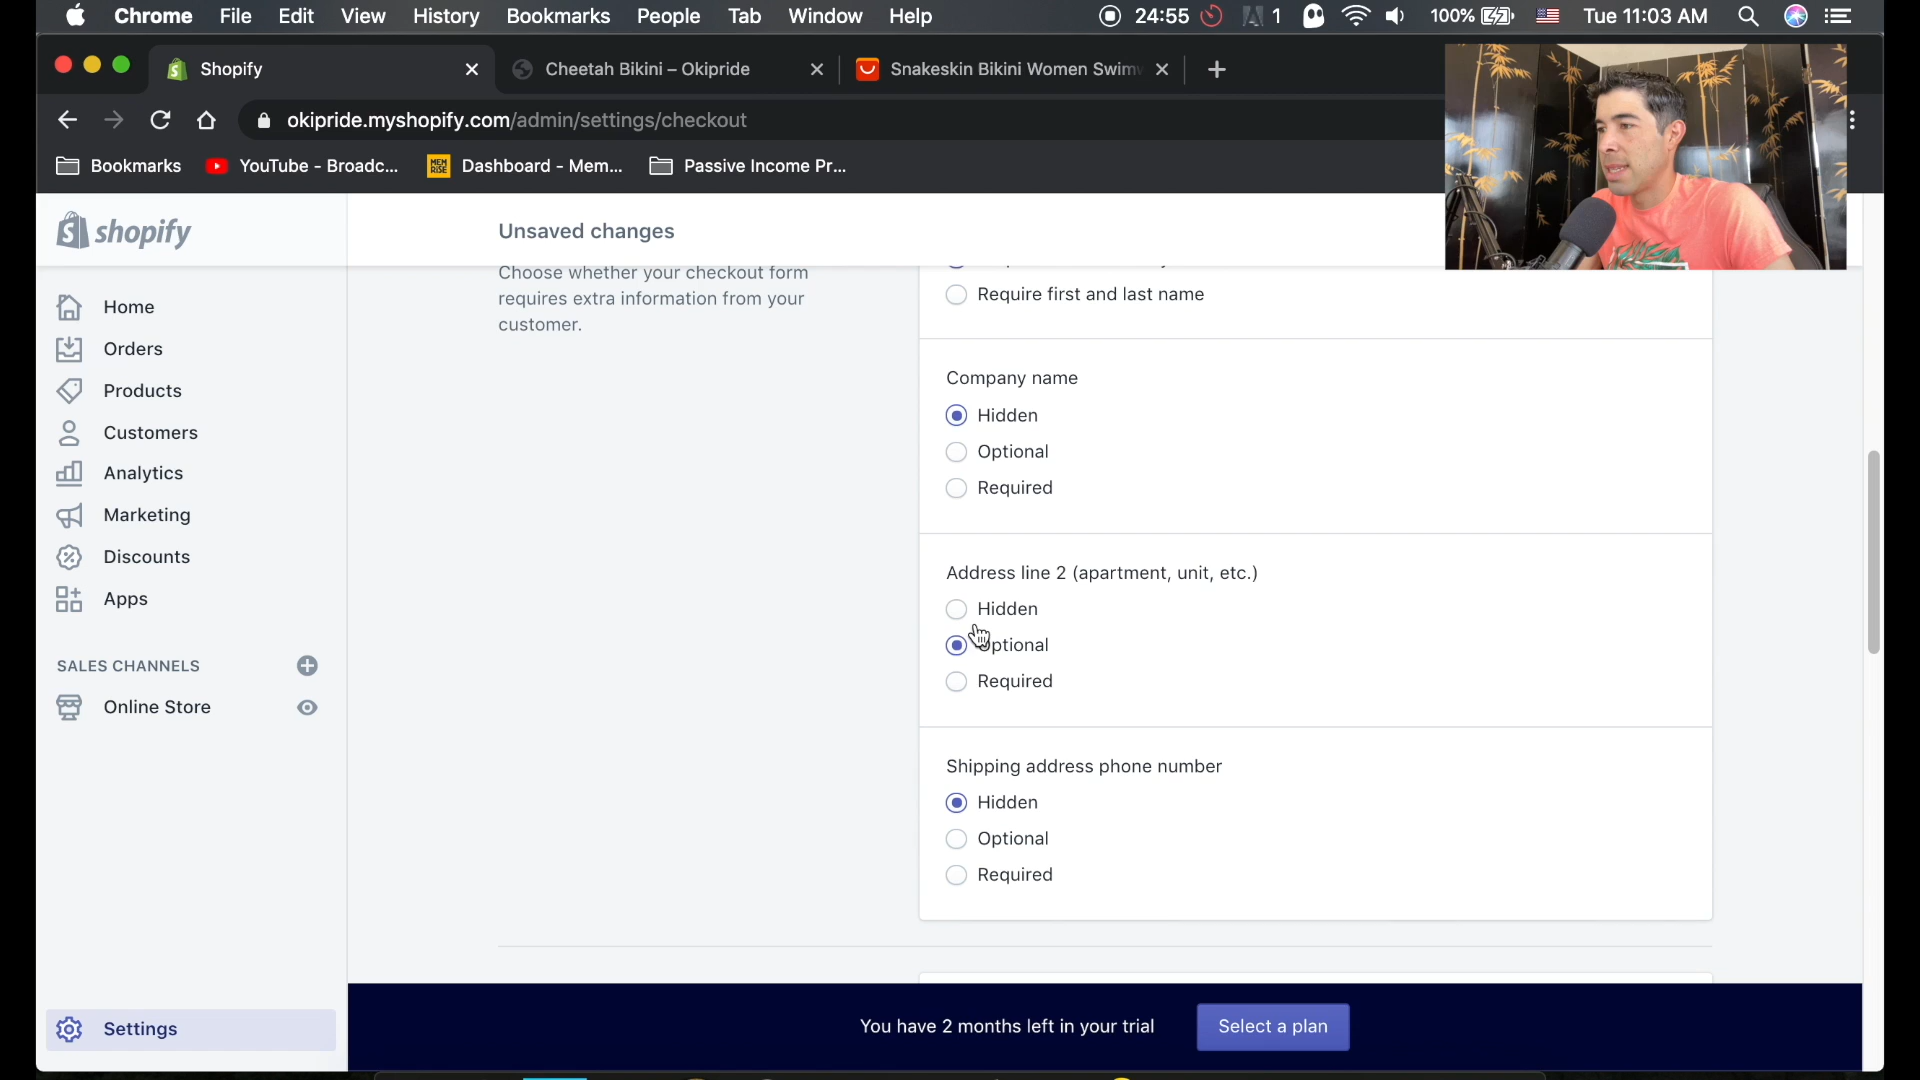 Chrome File Edit View History Bookmarks People Tab Window Help 24:55 1 100% Tue 11:03 AM
Shopify
Cheetah Bikini – Okipride
Snakeskin Bikini Women Swim
okipride.myshopify.com/admin/settings/checkout
Bookmarks
YouTube - Broadc...
MEM RISE
Dashboard - Mem...
Passive Income Pr...
shopify
Unsaved changes
Choose whether your checkout form
requires extra information from your
customer.
Home
Orders
Products
Customers
Analytics
Marketing
Discounts
Apps
SALES CHANNELS
Online Store
Settings
Require first and last name
Company name
Hidden
Optional
Required
Address line 2 (apartment, unit, etc.)
Hidden
Optional
Required
Shipping address phone number
Hidden
Optional
Required
You have 2 months left in your trial
Select a plan